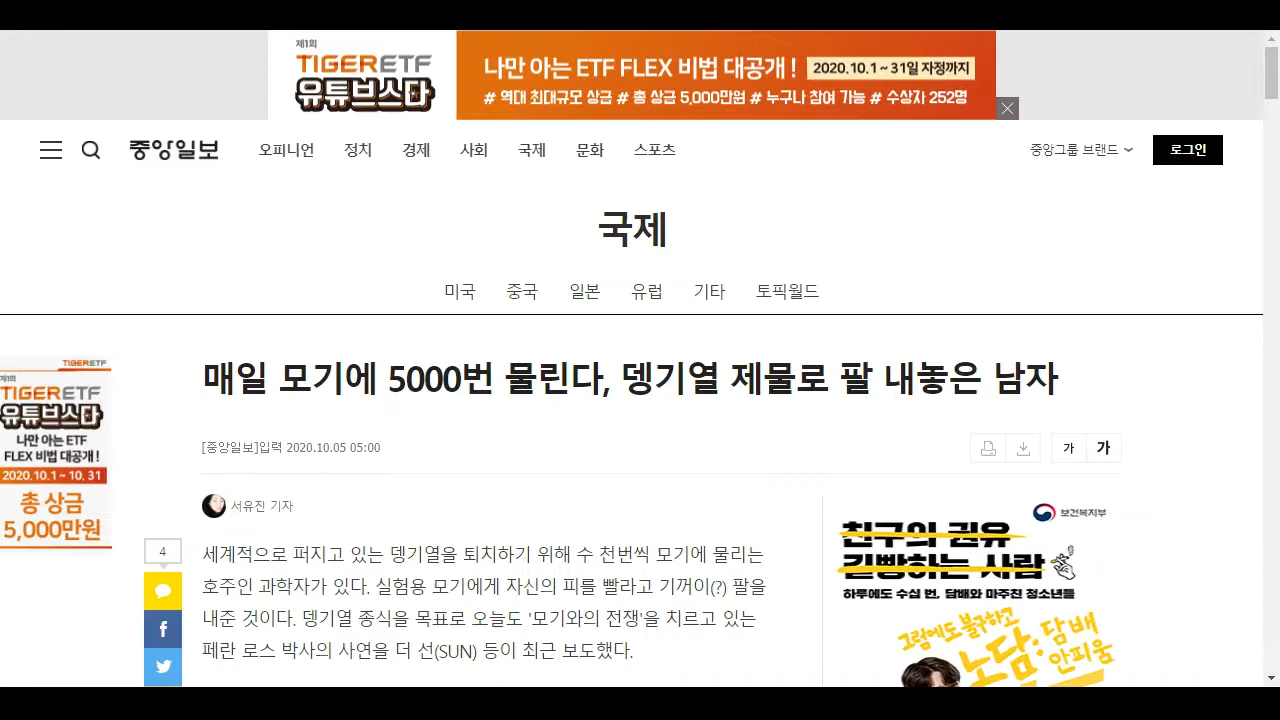 제1회
TIGERETF
유튜브스타
나만 아는 ETF FLEX 비법 대공개 !
2020.10.1 ~ 31일 자정까지
# 역대 최대규모 상금 # 총 상금 5,000만원 # 누구나 참여 가능 # 수상자 252명
중앙일보
오피니언 정치 경제 사회 국제 문화 스포츠
중앙그룹 브랜드
로그인
국제
미국 중국 일본 유럽 기타 토픽월드
매일 모기에 5000번 물린다, 뎅기열 제물로 팔 내놓은 남자
[중앙일보]입력 2020.10.05 05:00
가 가
서유진 기자
4
세계적으로 퍼지고 있는 뎅기열을 퇴치하기 위해 수 천번씩 모기에 물리는
호주인 과학자가 있다. 실험용 모기에게 자신의 피를 빨라고 기꺼이(?) 팔을
내준 것이다.뎅기열 종식을 목표로 오늘도 '모기와의 전쟁'을 치르고 있는
페란 로스 박사의 사연을 더 선(SUN) 등이 최근 보도했다.
TIGERETF
제1회
TIGERETF
유튜브스타
나만 아는 ETF
FLEX 비법 대공개 !
2020.10.1 ~ 10. 31
총 상금
5,000만원
보건복지부
친구의 권유
길빵하는 사람
하루에도 수십 번, 담배와 마주친 청소년들
그럼에도 불구하고
노담.
담배
안피움